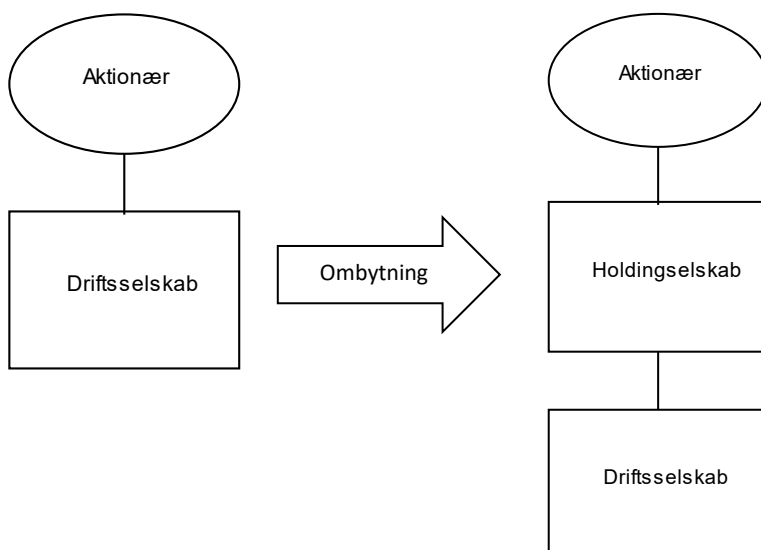 Aktionær
Driftsselskab
Ombytning
Aktionær
Holdingselskab
Driftsselskab